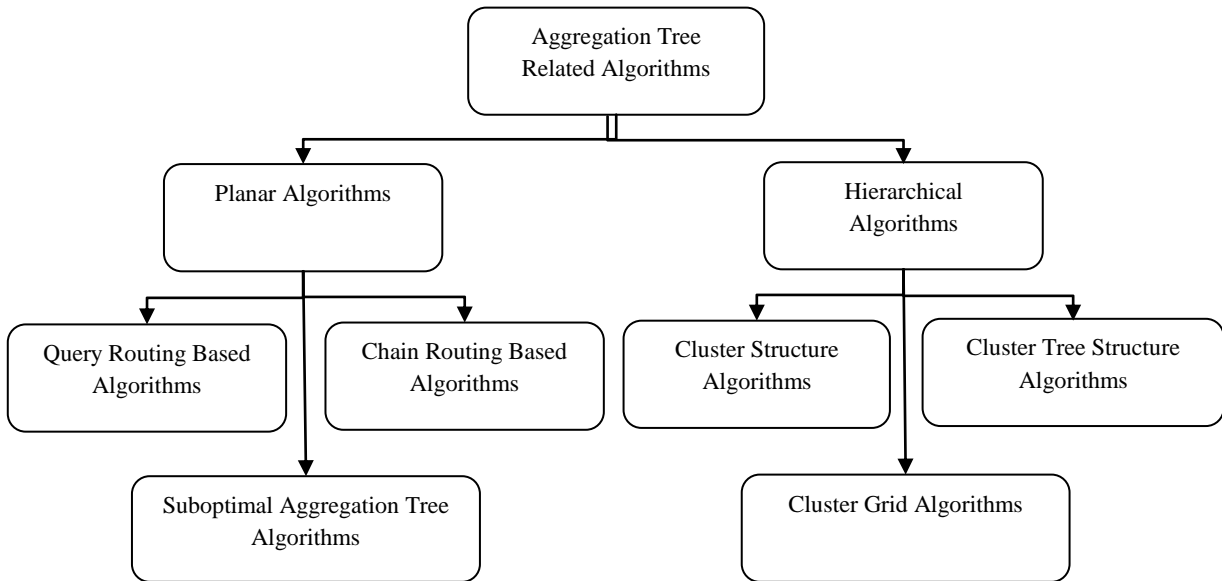 Aggregation Tree
Related Algorithms
Planar Algorithms
Hierarchical
Algorithms
Query Routing Based
Algorithms
Chain Routing Based
Algorithms
Cluster Structure
Algorithms
Cluster Tree Structure
Algorithms
Suboptimal Aggregation Tree
Algorithms
Cluster Grid Algorithms